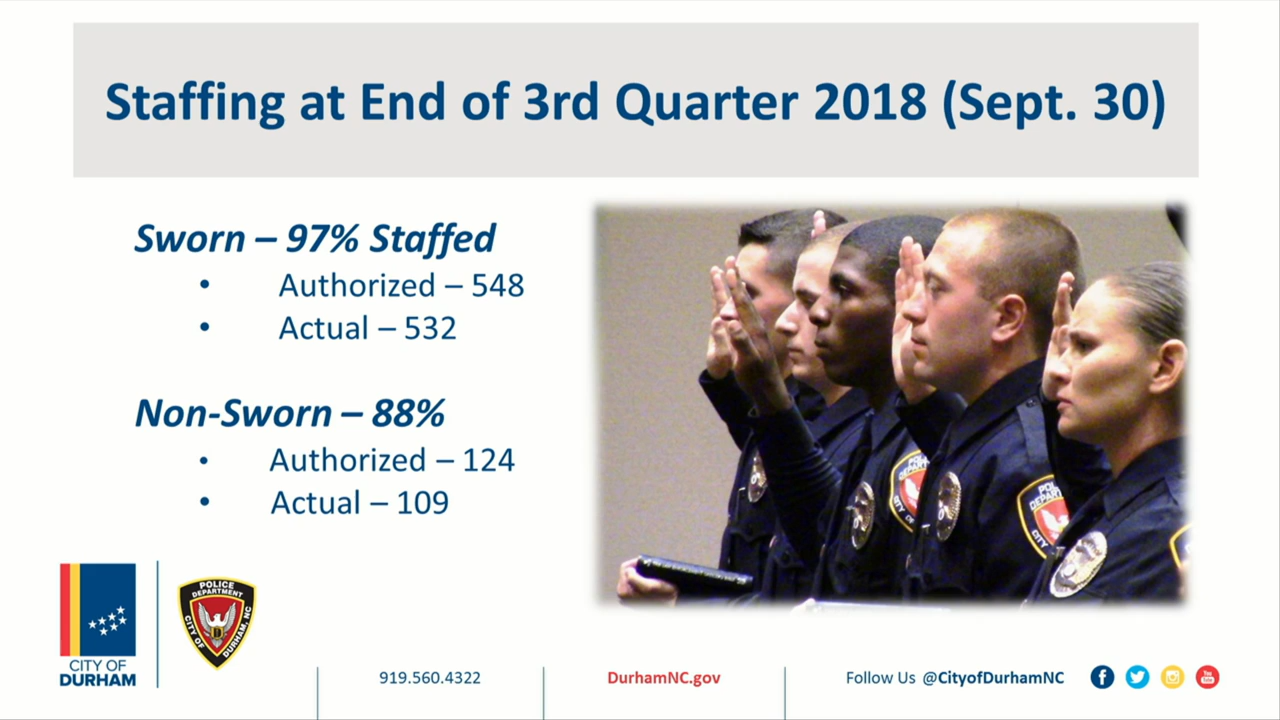 Staffing at End of 3rd Quarter 2018 (Sept. 30)
Sworn – 97% Staffed
• Authorized – 548
• Actual – 532
Non-Sworn – 88%
• Authorized – 124
• Actual – 109
CITY OF
DURHAM
POLICE
DEPARTMENT
CITY OF
DURHAM, NC
919.560.4322
DurhamNC.gov
Follow Us @CityofDurhamNC
You
Tube